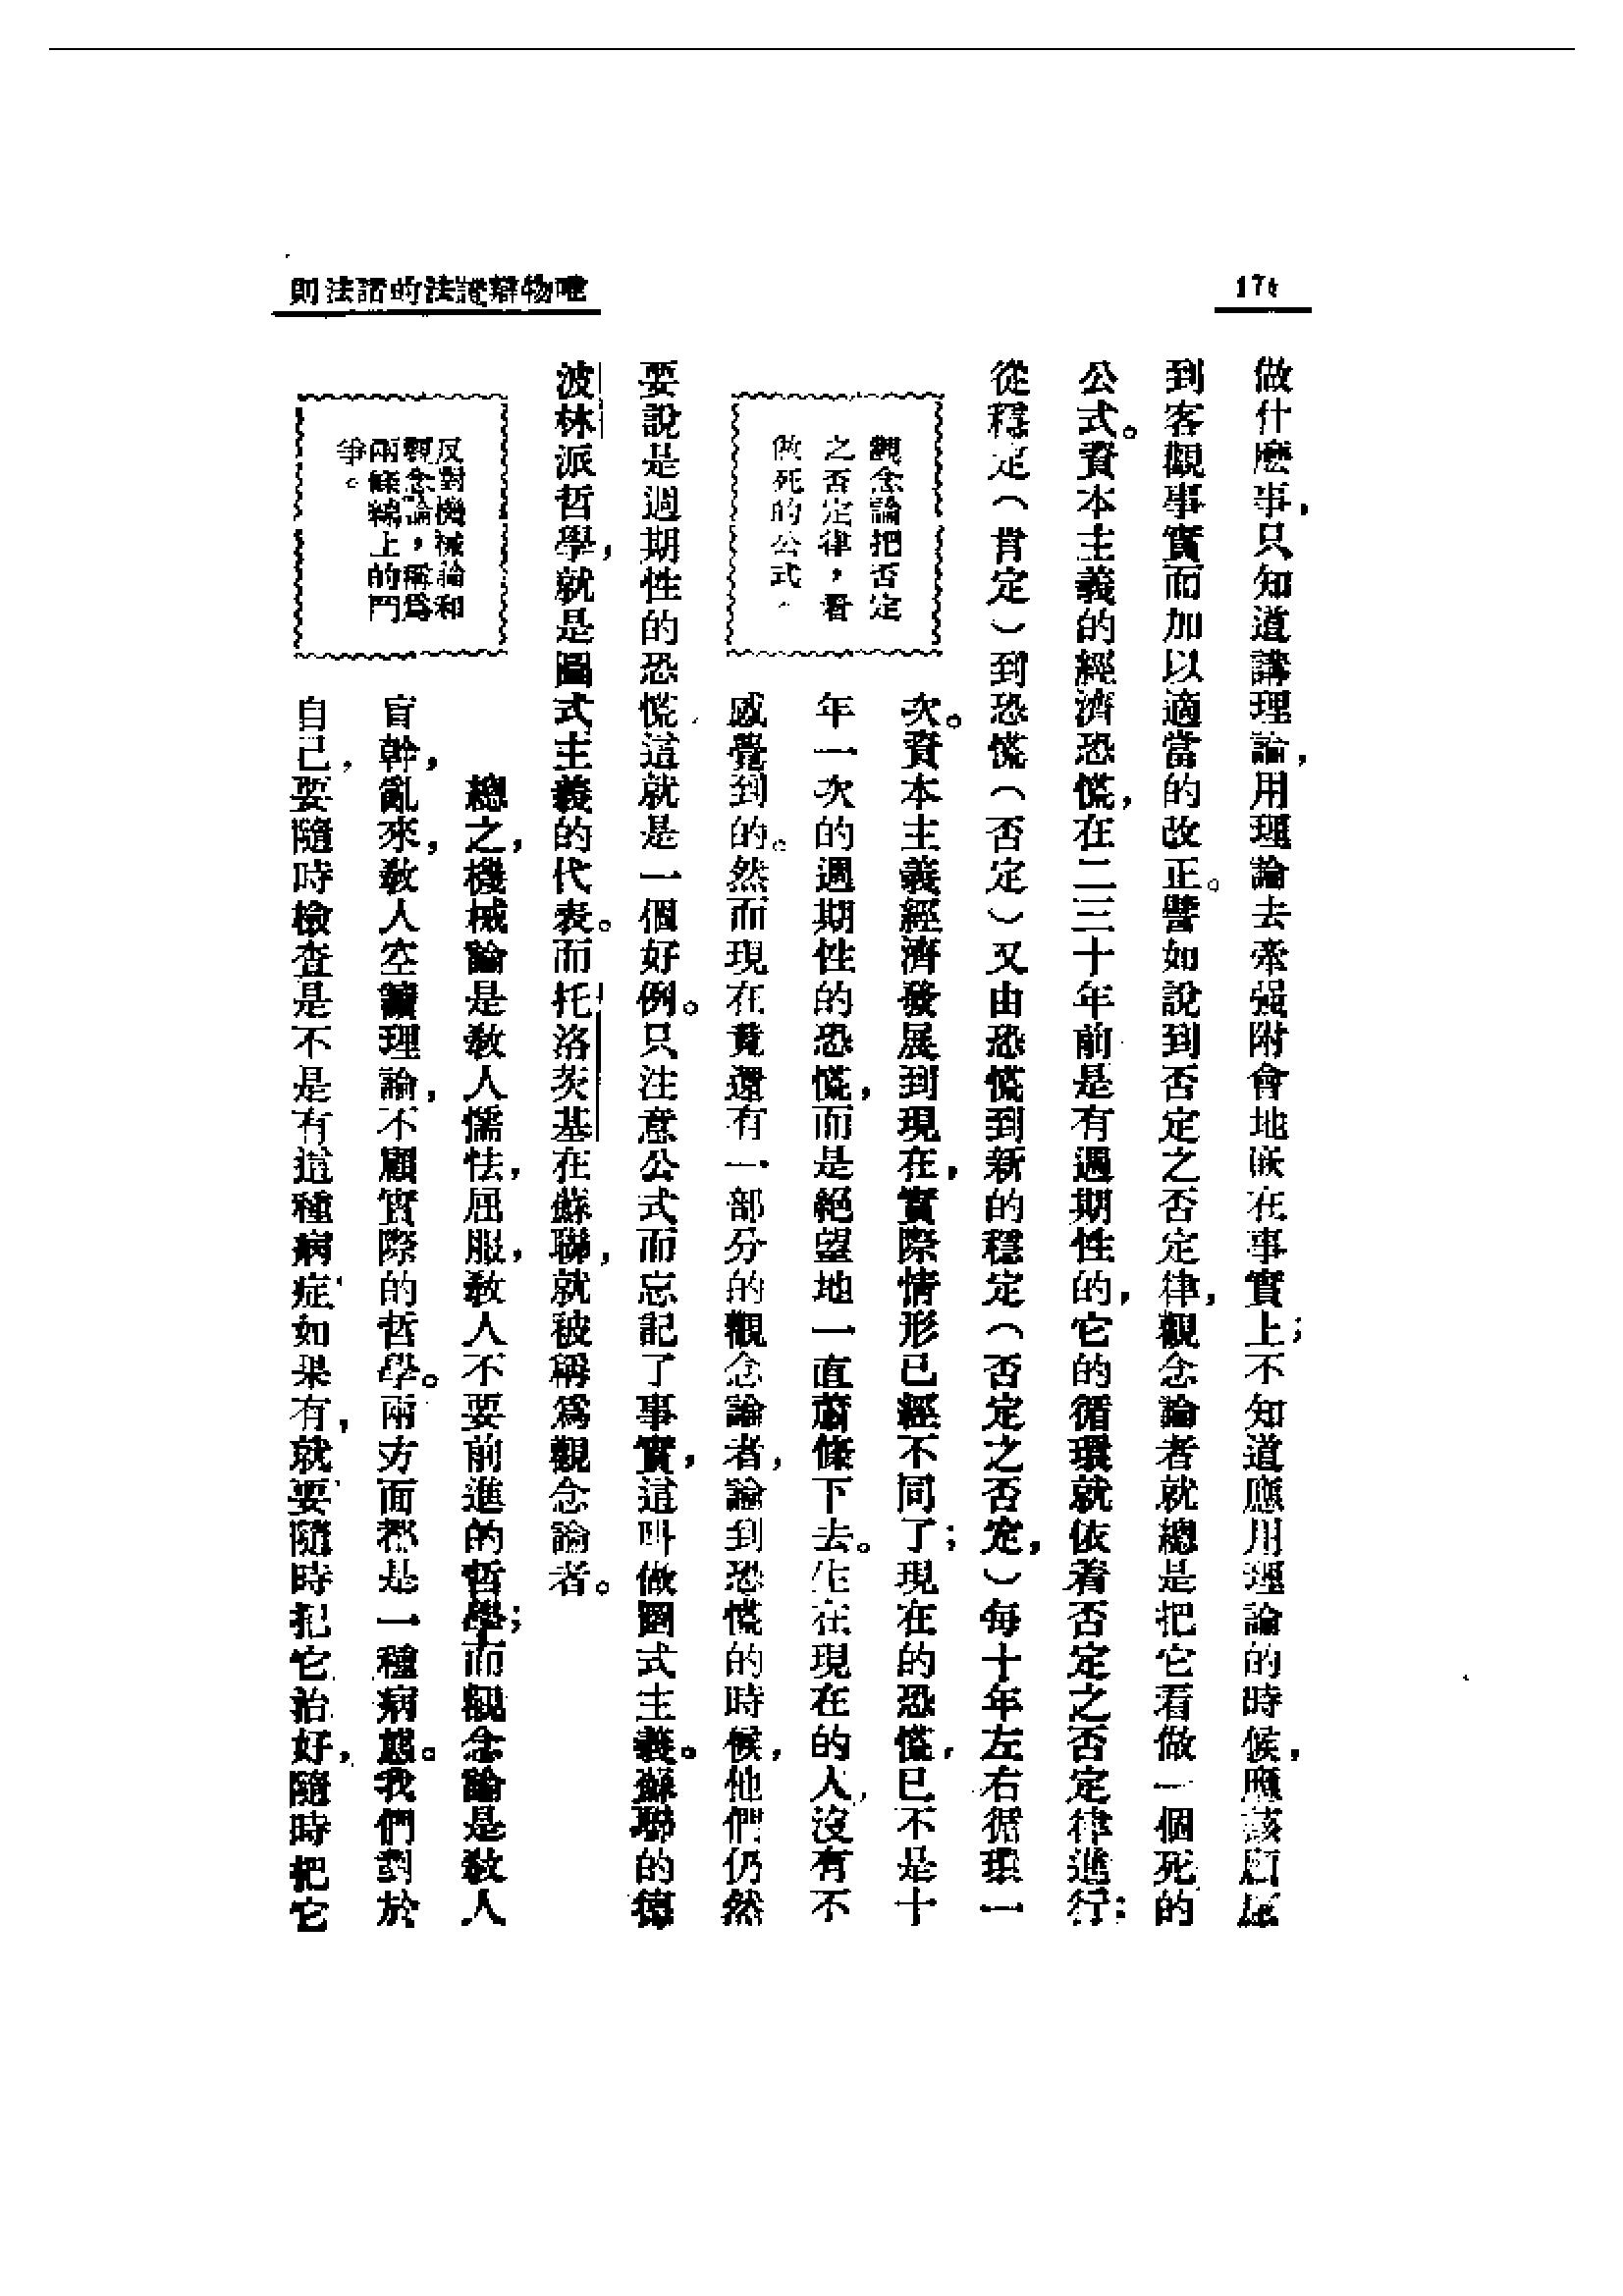 唯物辯證法的諸法則
做什麽事，只知道講理論，用理論去牽强附會地嵌在事實上；不知道應用理論的時候，應該顧
到客觀事實而加以適當的改正。譬如說到否定之否定律，觀念論者就總是把它看做一個死的
公式。資本主義的經濟恐慌，在二三十年前是有週期性的，它的循環就依着否定之否定律進行：
從穩定（肯定）到恐慌（否定）又由恐慌到新的穩定（否定之否定，）每十年左右循環一
觀念論把否定
之否定律，看
做死的公式。
次。資本主義經濟發展到現在，實際情形已經不同了；現在的恐慌，已不是十
年一次的週期性的恐慌，而是絕望地一直蕭條下去。生在現在的人，沒有不
感覺到的。然而現在竟還有一部分的觀念論者，論到恐慌的時候，他們仍然
要說是週期性的恐慌，這就是一個好例。只注意公式而忘記了事實，這叫做圖式主義。蘇聯的德
波林派哲學，就是圖式主義的代表。而托洛茨基在蘇聯，就被稱爲觀念論者。
總之，機械論是敎人懦怯，屈服，敎人不要前進的哲學；而觀念論是敎人
反對機械論和
觀念論，稱爲
兩條綫上的鬥
爭。
盲幹，亂來，敎人空讀理論，不顧實際的哲學。兩方面都是一種病態。我們對於
自己，要隨時檢查是不是有這種病症，如果有，就要隨時把它治好，隨時把它